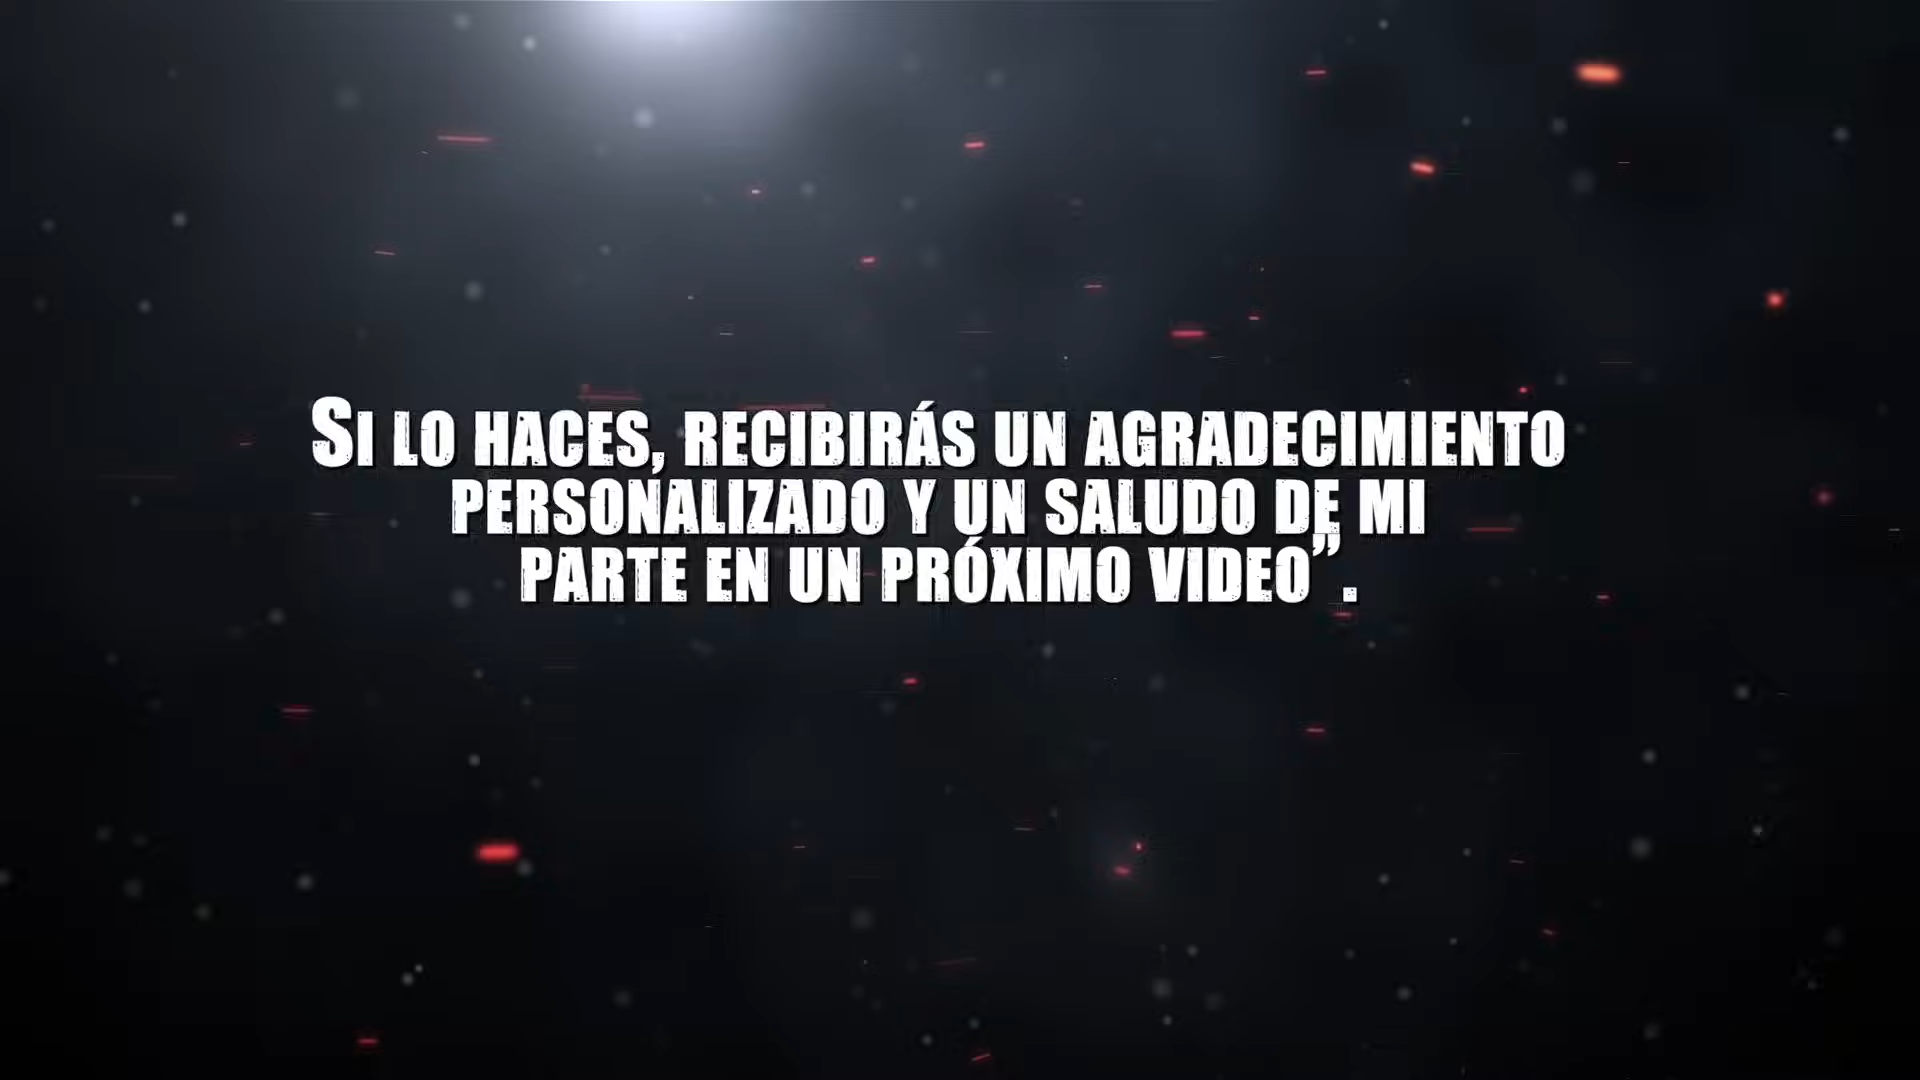 Si lo haces, recibirás un agradecimiento
personalizado y un saludo de mi
parte en un próximo video”.